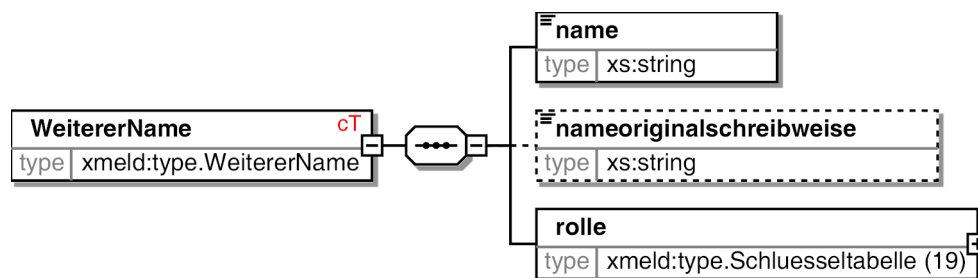 name
type xs:string
WeitererName cT
type xmeld:type.WeitererName
nameoriginalschreibweise
type xs:string
rolle
type xmeld:type.Schluesseltabelle (19)